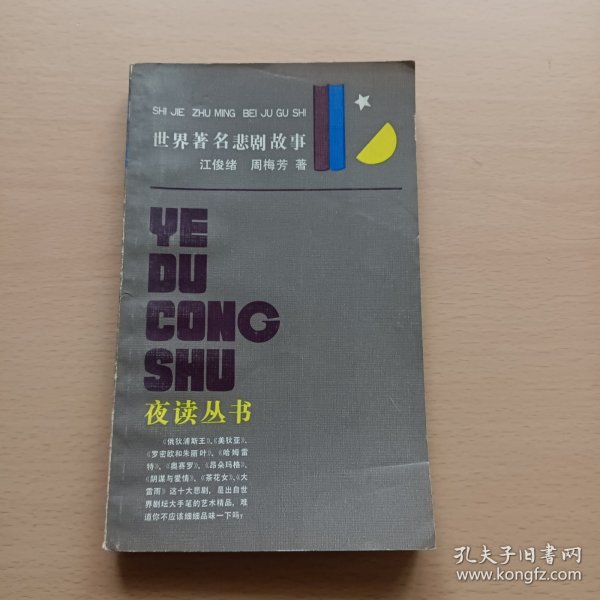 SHI JIE ZHU MING BEI JU GU SHI
世界著名悲剧故事
江俊绪 周梅芳 著
YE
DU
CONG
SHU
夜读丛书
《俄狄浦斯王》、《美狄亚》、
《罗密欧和朱丽叶》、《哈姆雷
特》、《奥赛罗》、《昂朵玛格》、
《阴谋与爱情》、《茶花女》、《大
雷雨》这十大悲剧，是出自世
界剧坛大手笔的艺术精品，难
道你不应该细细品味一下吗？
孔夫子旧书网
www.kongfz.com